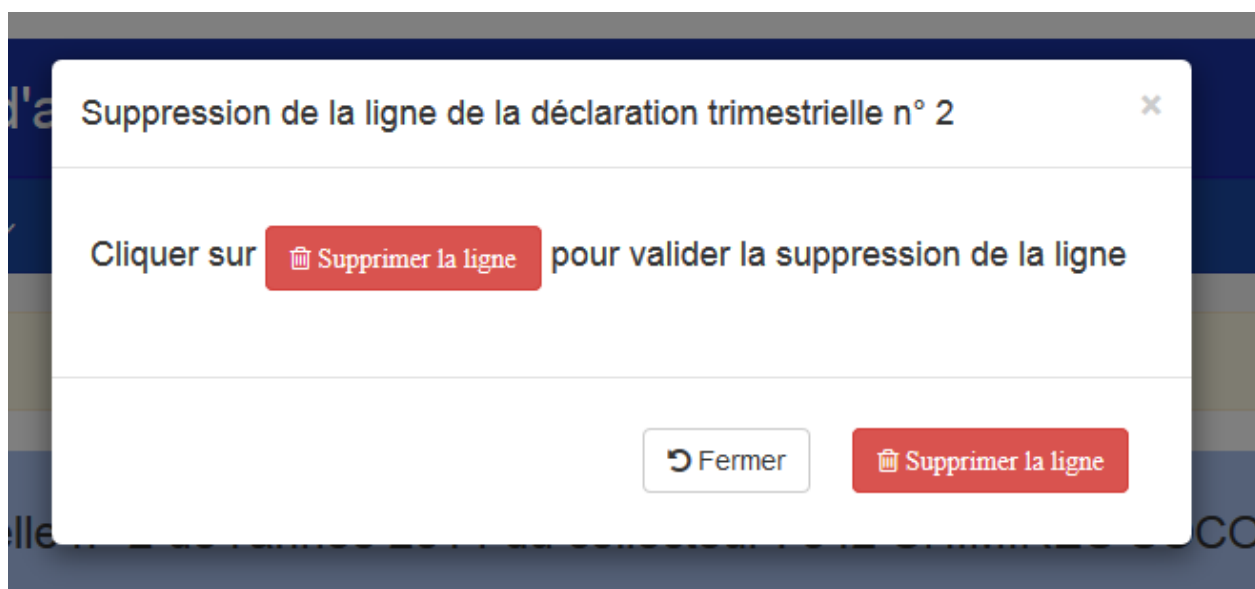 d'a
Suppression de la ligne de la déclaration trimestrielle n° 2 ×
Cliquer sur Supprimer la ligne pour valider la suppression de la ligne
Fermer Supprimer la ligne
elle